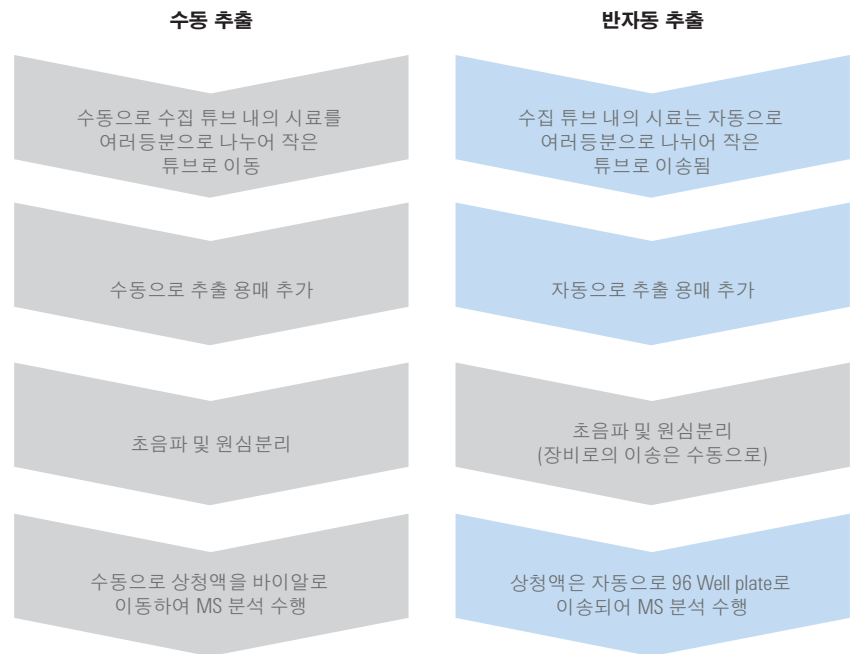 수동 추출
수동으로 수집 튜브 내의 시료를
여러등분으로 나누어 작은
튜브로 이동
수동으로 추출 용매 추가
초음파 및 원심분리
수동으로 상청액을 바이알로
이동하여 MS 분석 수행
반자동 추출
수집 튜브 내의 시료는 자동으로
여러등분으로 나뉘어 작은
튜브로 이송됨
자동으로 추출 용매 추가
초음파 및 원심분리
(장비로의 이송은 수동으로)
상청액은 자동으로 96 Well plate로
이송되어 MS 분석 수행